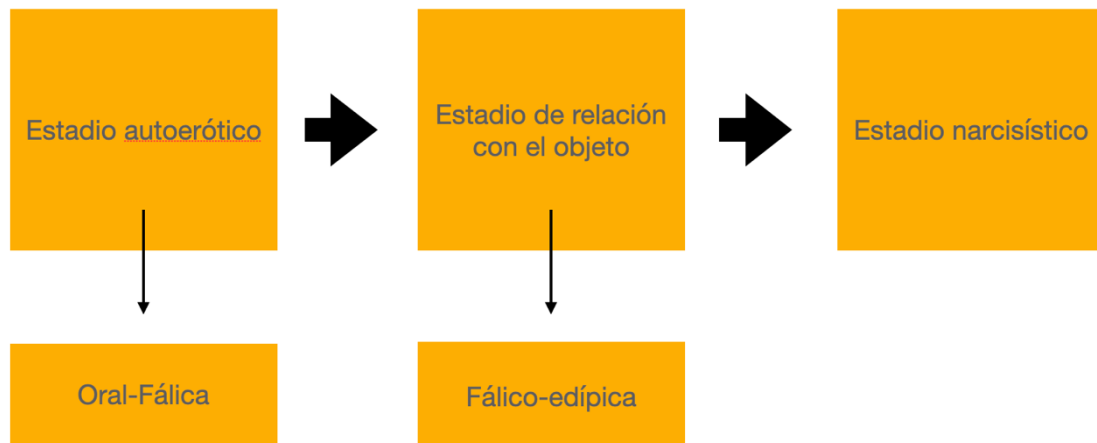 Estadio autoerótico
Estadio de relación
con el objeto
Estadio narcisístico
Oral-Fálica
Fálico-edípica